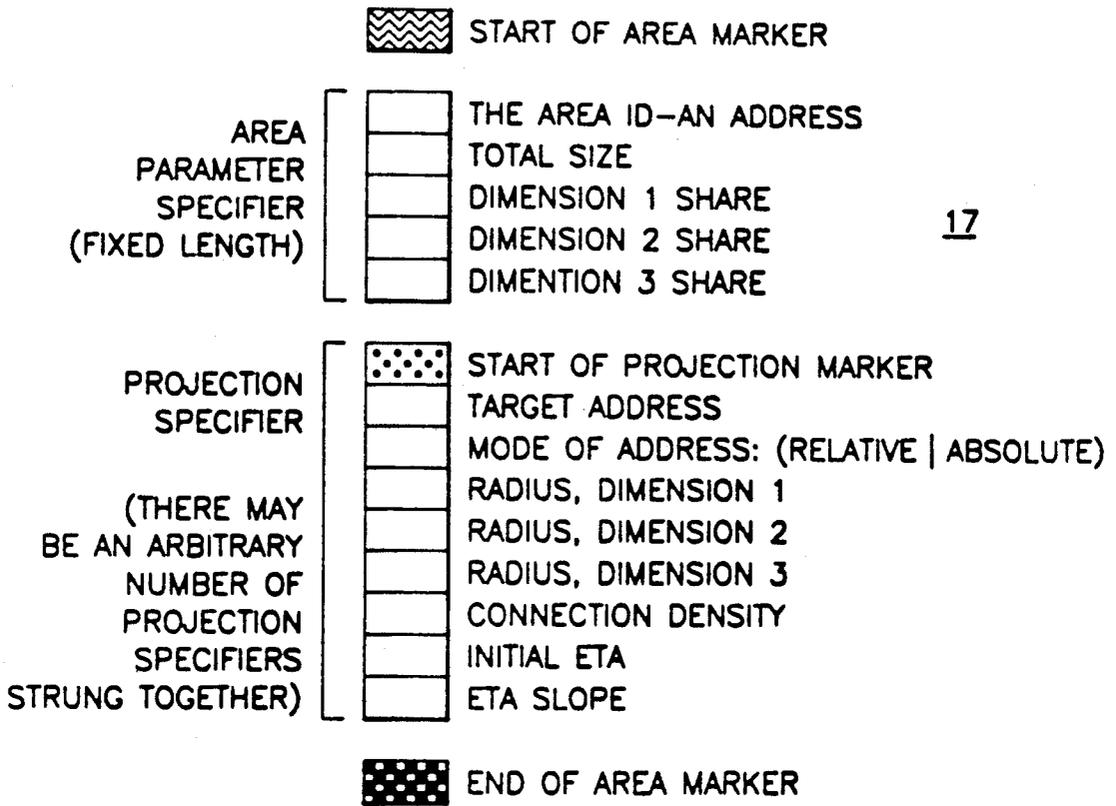 START OF AREA MARKER
AREA
PARAMETER
SPECIFIER
(FIXED LENGTH)
THE AREA ID-AN ADDRESS
TOTAL SIZE
DIMENSION 1 SHARE
DIMENSION 2 SHARE
DIMENTION 3 SHARE
17
PROJECTION
SPECIFIER
(THERE MAY
BE AN ARBITRARY
NUMBER OF
PROJECTION
SPECIFIERS
STRUNG TOGETHER)
START OF PROJECTION MARKER
TARGET ADDRESS
MODE OF ADDRESS: (RELATIVE | ABSOLUTE)
RADIUS, DIMENSION 1
RADIUS, DIMENSION 2
RADIUS, DIMENSION 3
CONNECTION DENSITY
INITIAL ETA
ETA SLOPE
END OF AREA MARKER